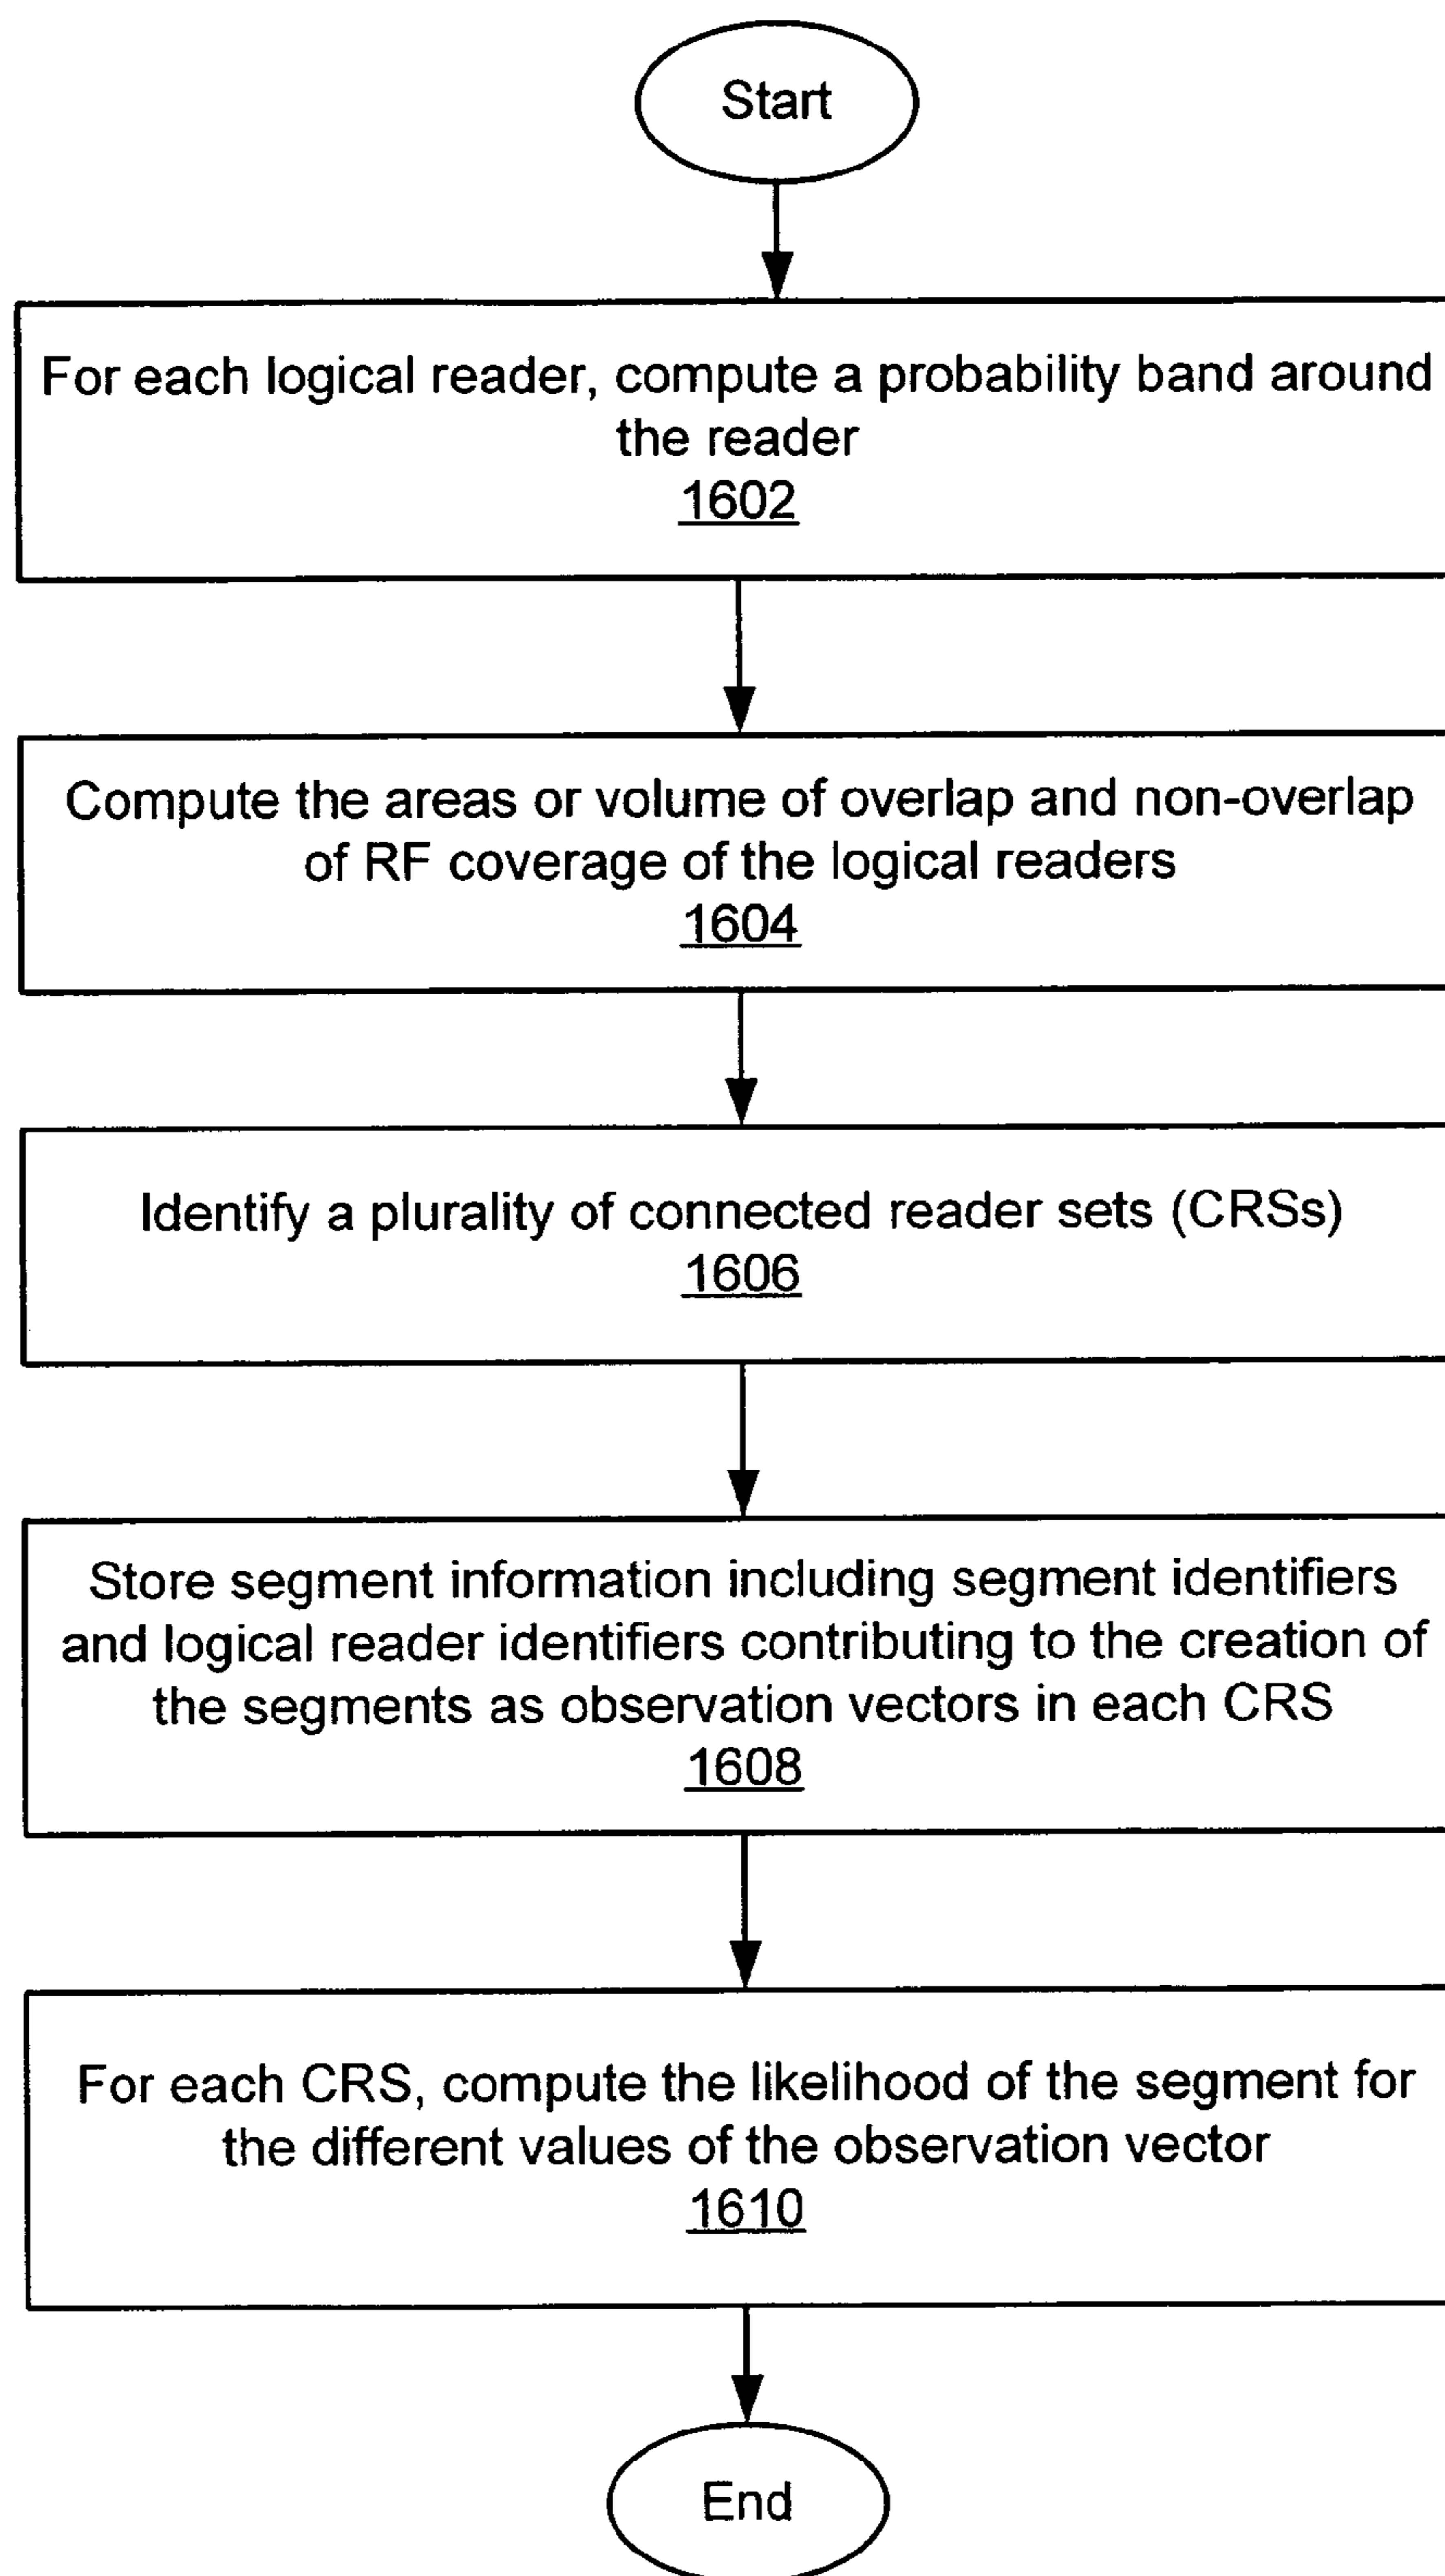 Start
For each logical reader, compute a probability band around
the reader
1602
Compute the areas or volume of overlap and non-overlap
of RF coverage of the logical readers
1604
Identify a plurality of connected reader sets (CRSs)
1606
Store segment information including segment identifiers
and logical reader identifiers contributing to the creation of
the segments as observation vectors in each CRS
1608
For each CRS, compute the likelihood of the segment for
the different values of the observation vector
1610
End